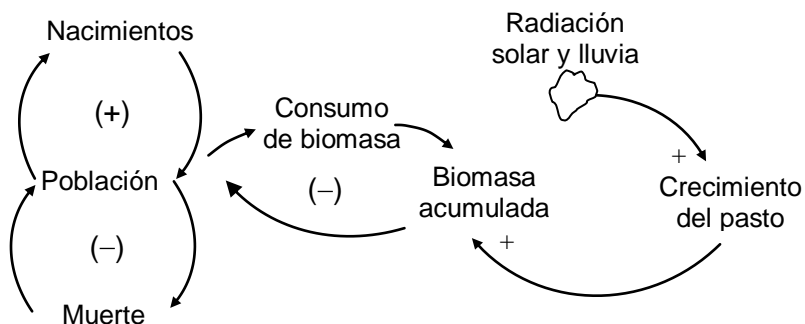 Nacimientos
(+)
Población
(–)
Muerte
Consumo
de biomasa
(–)
Biomasa
acumulada
+
Radiación
solar y lluvia
+
Crecimiento
del pasto